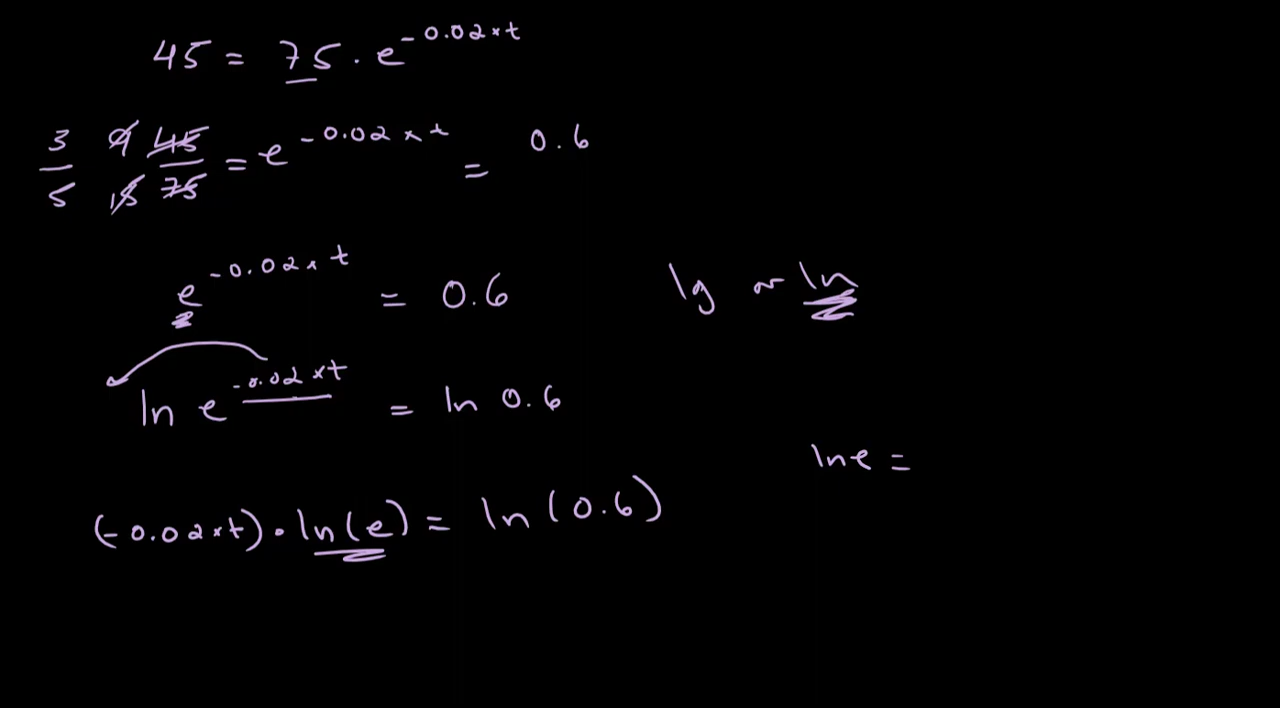 45 = 75 · e^-0.02×t
3/5 9/15 45/75 = e^-0.02×t = 0.6
e^-0.02×t = 0.6 lg or ln
ln e^-0.02×t = ln 0.6
ln e =
(-0.02×t) · ln(e) = ln(0.6)